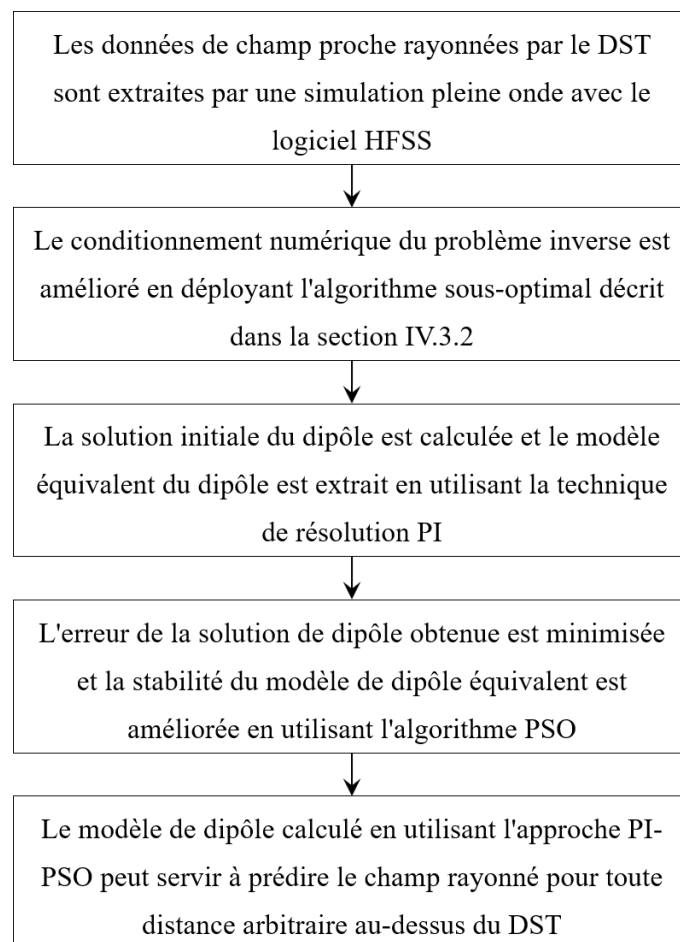 Les données de champ proche rayonnées par le DST
sont extraites par une simulation pleine onde avec le
logiciel HFSS
Le conditionnement numérique du problème inverse est
amélioré en déployant l'algorithme sous-optimal décrit
dans la section IV.3.2
La solution initiale du dipôle est calculée et le modèle
équivalent du dipôle est extrait en utilisant la technique
de résolution PI
L'erreur de la solution de dipôle obtenue est minimisée
et la stabilité du modèle de dipôle équivalent est
améliorée en utilisant l'algorithme PSO
Le modèle de dipôle calculé en utilisant l'approche PI-
PSO peut servir à prédire le champ rayonné pour toute
distance arbitraire au-dessus du DST